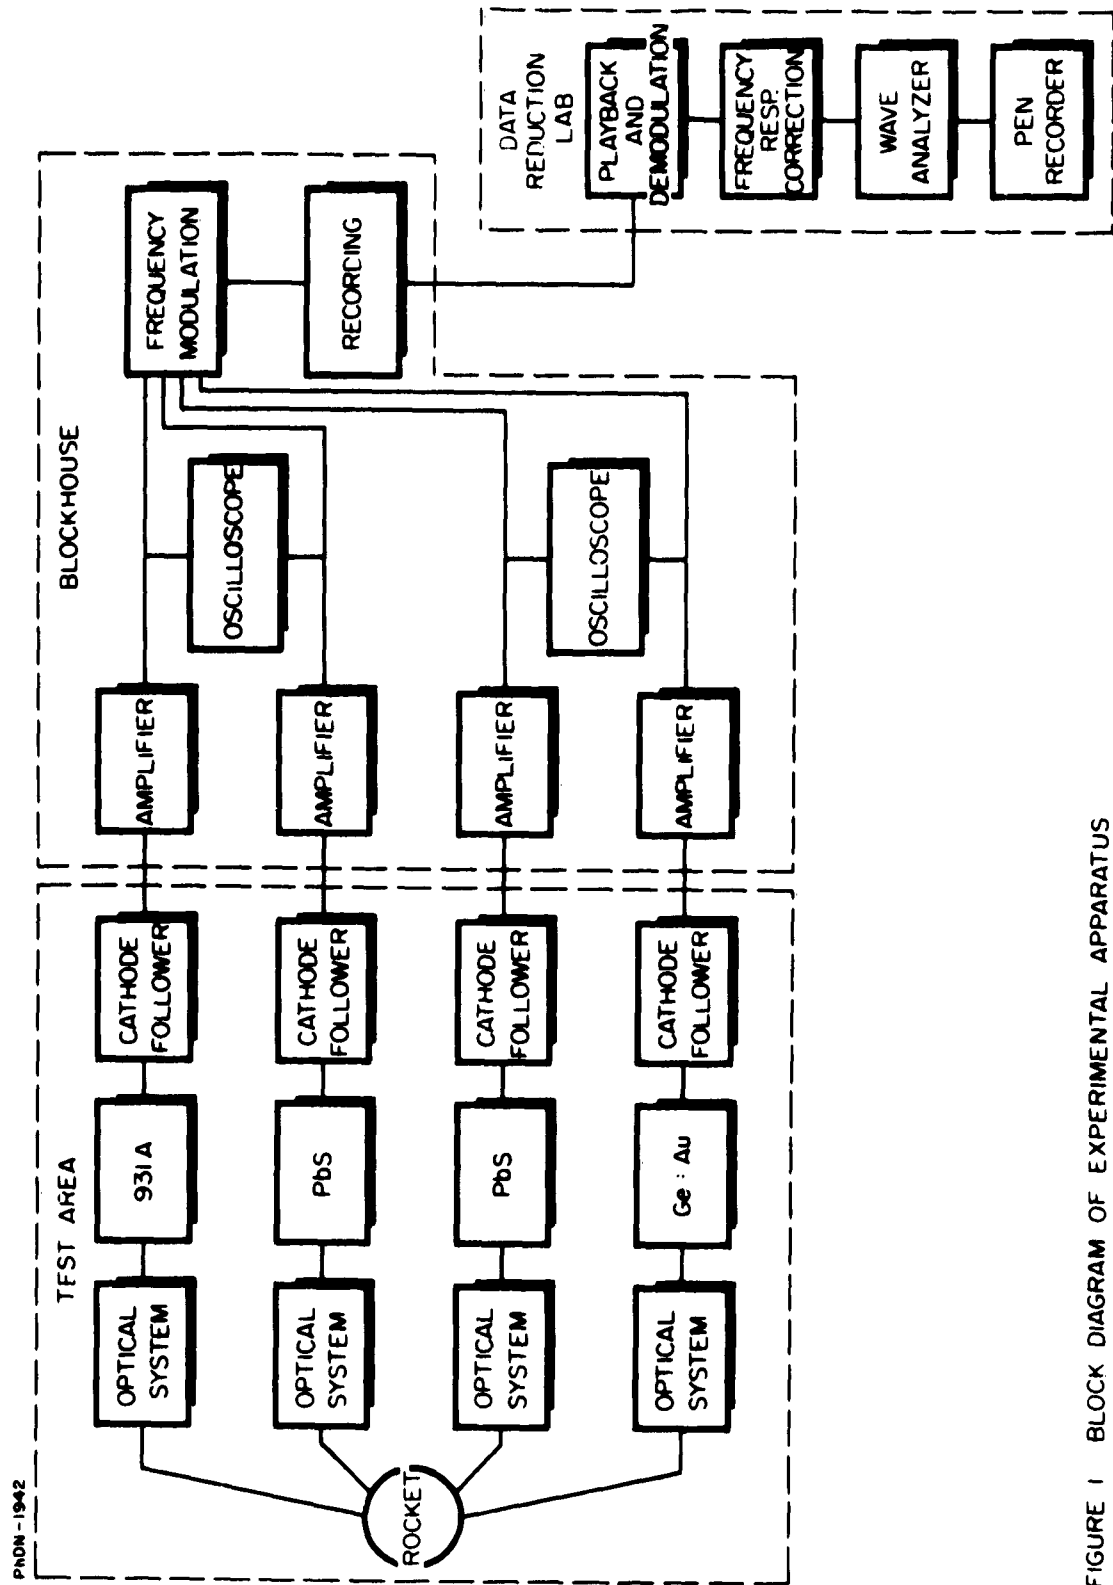 PhDN-1942
TEST AREA
ROCKET
OPTICAL
SYSTEM
931A
CATHODE
FOLLOWER
OPTICAL
SYSTEM
PbS
CATHODE
FOLLOWER
OPTICAL
SYSTEM
PbS
CATHODE
FOLLOWER
OPTICAL
SYSTEM
Ge : Au
CATHODE
FOLLOWER
BLOCKHOUSE
AMPLIFIER
AMPLIFIER
AMPLIFIER
AMPLIFIER
OSCILLOSCOPE
OSCILLOSCOPE
FREQUENCY
MODULATION
RECORDING
DATA
REDUCTION
LAB
PLAYBACK
AND
DEMODULATION
FREQUENCY
RESP.
CORRECTION
WAVE
ANALYZER
PEN
RECORDER
FIGURE 1 BLOCK DIAGRAM OF EXPERIMENTAL APPARATUS